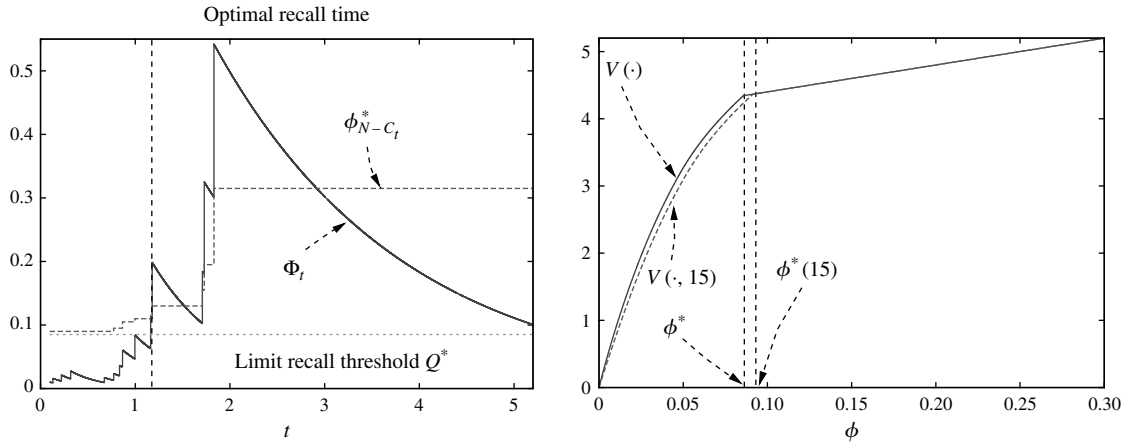 Optimal recall time
0.5
0.4
0.3
0.2
0.1
0
0 1 2 3 4 5
t
ϕ*_{N−C_t}
Φ_t
Limit recall threshold Q*
5
4
3
2
1
0
0 0.05 0.10 0.15 0.20 0.25 0.30
ϕ
V (·)
V (·, 15)
ϕ* (15)
ϕ*